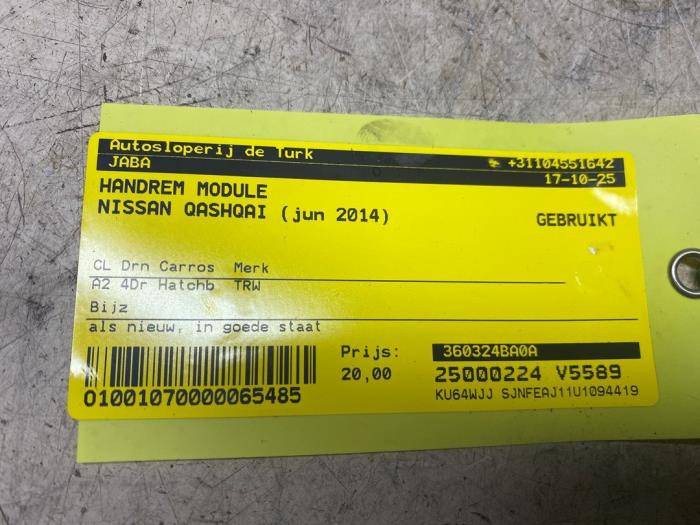 Autosloperij de Turk
JABA
+31104551642
17-10-25
HANDREM MODULE
NISSAN QASHQAI (jun 2014)
GEBRUIKT
CL Drn Carros Merk
A2 4Dr Hatchb TRW
Bijz
als nieuw, in goede staat
Prijs:
20,00
360324BA0A
25000224 V5589
KU64WJJ SJNFEAJ11U1094419
O1001070000065485